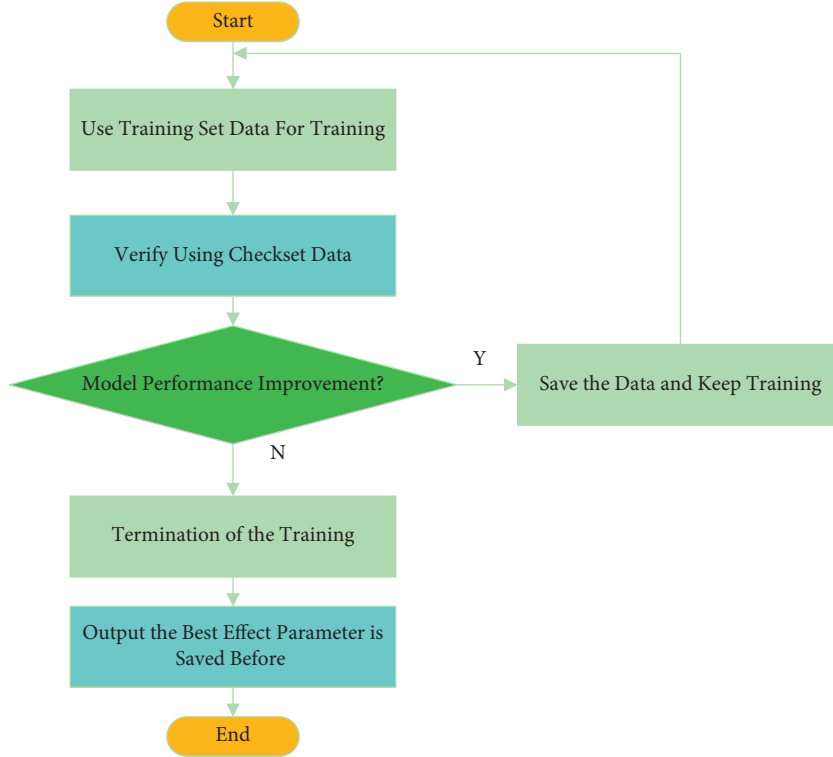 Start
Use Training Set Data For Training
Verify Using Checkset Data
Model Performance Improvement?
Y
Save the Data and Keep Training
N
Termination of the Training
Output the Best Effect Parameter is
Saved Before
End